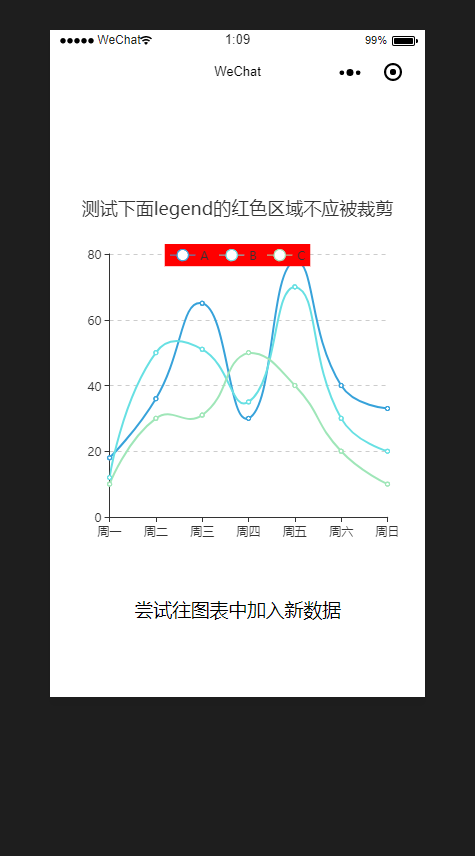 ●●●●● WeChat 1:09 99%
WeChat
测试下面legend的红色区域不应被裁剪
A B C
80
60
40
20
0
周一 周二 周三 周四 周五 周六 周日
尝试往图表中加入新数据